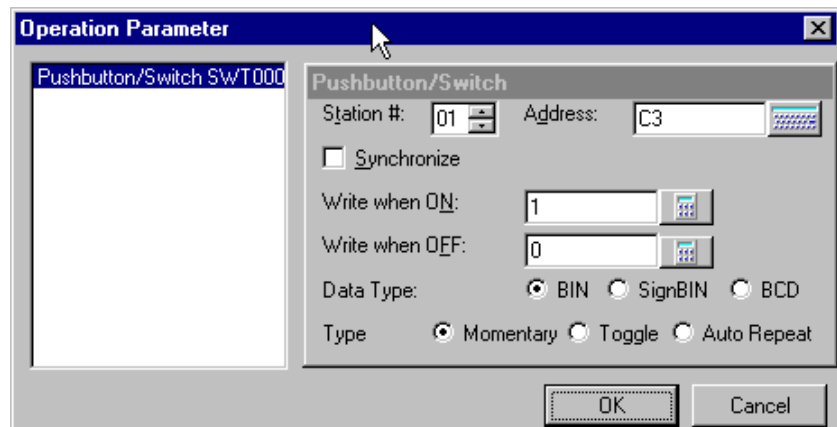 Operation Parameter
Pushbutton/Switch SWT000
Pushbutton/Switch
Station #: 01 Address: C3
Synchronize
Write when ON: 1
Write when OFF: 0
Data Type: BIN SignBIN BCD
Type Momentary Toggle Auto Repeat
OK Cancel